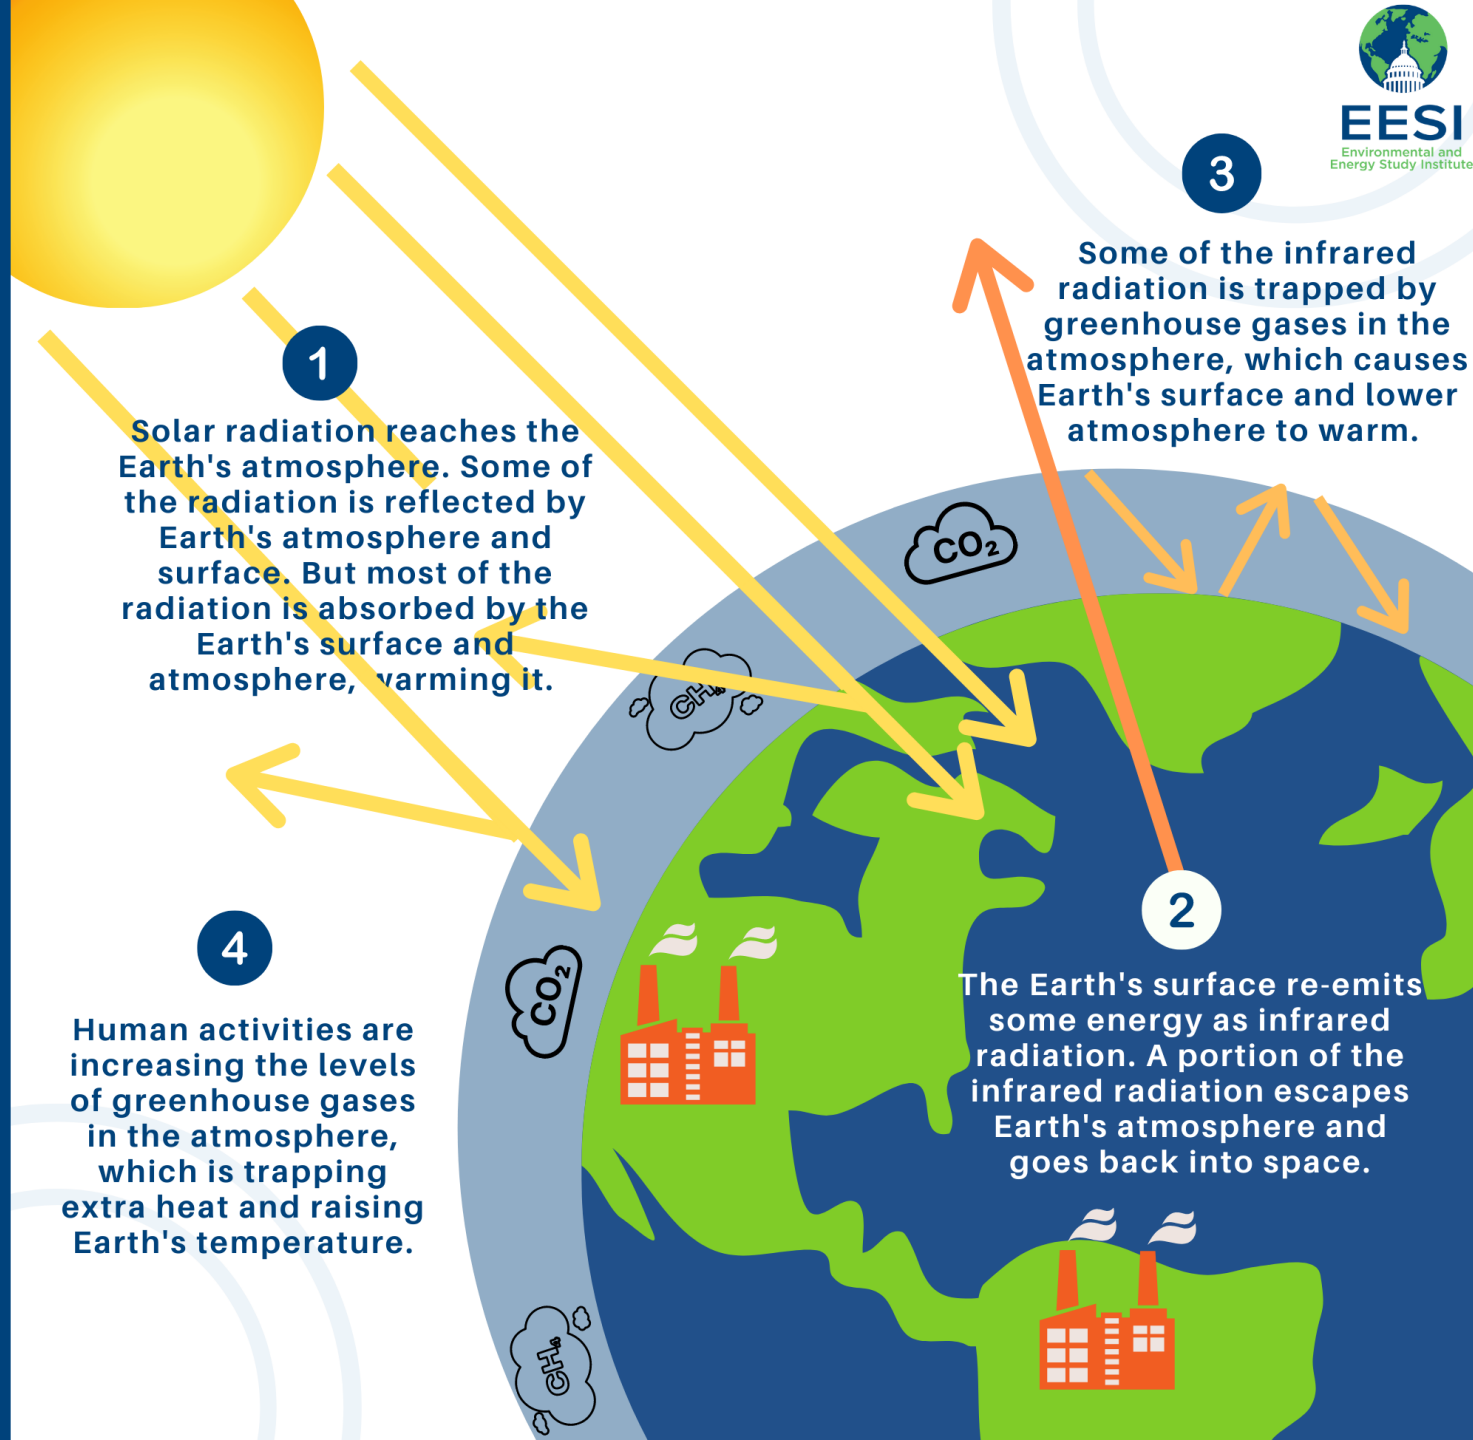 EESI
Environmental and
Energy Study Institute
1
Solar radiation reaches the
Earth's atmosphere. Some of
the radiation is reflected by
Earth's atmosphere and
surface. But most of the
radiation is absorbed by the
Earth's surface and
atmosphere, warming it.
2
The Earth's surface re-emits
some energy as infrared
radiation. A portion of the
infrared radiation escapes
Earth's atmosphere and
goes back into space.
3
Some of the infrared
radiation is trapped by
greenhouse gases in the
atmosphere, which causes
Earth's surface and lower
atmosphere to warm.
4
Human activities are
increasing the levels
of greenhouse gases
in the atmosphere,
which is trapping
extra heat and raising
Earth's temperature.
CO₂
CH₄
CO₂
CH₄